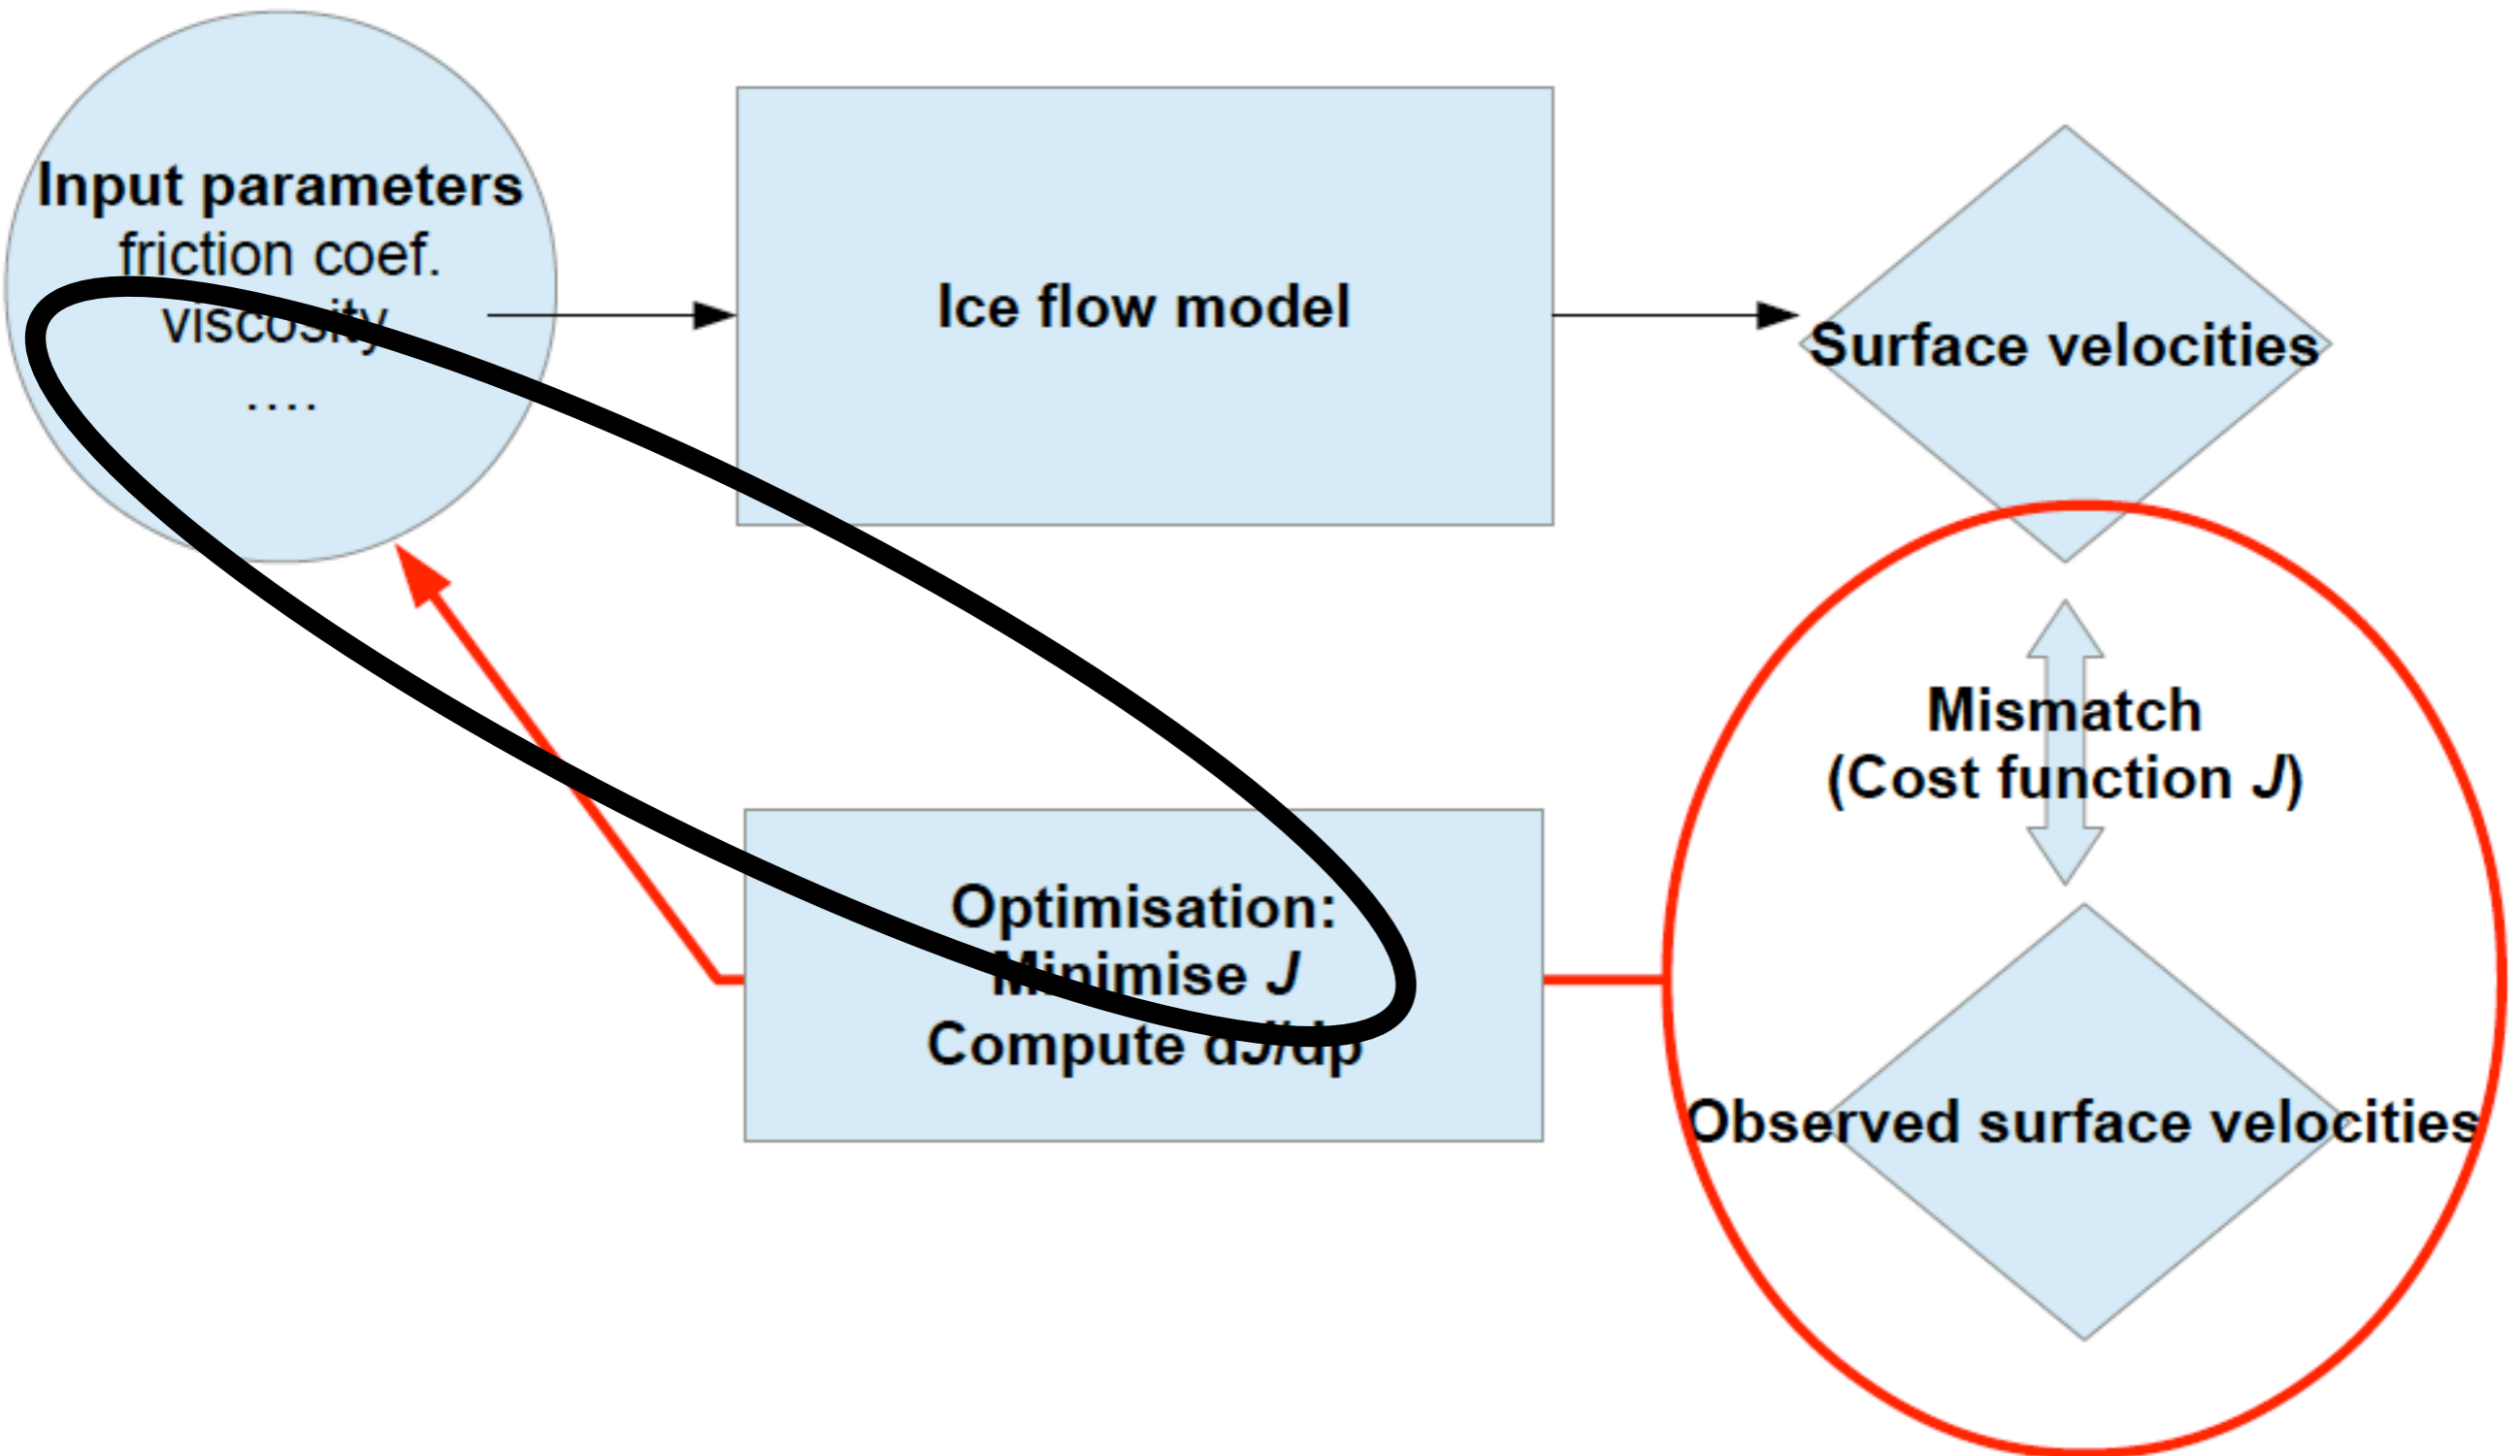 Input parameters
friction coef.
viscosity
....
Ice flow model
Surface velocities
Mismatch
(Cost function J)
Optimisation:
Minimise J
Compute dJ/dp
Observed surface velocities